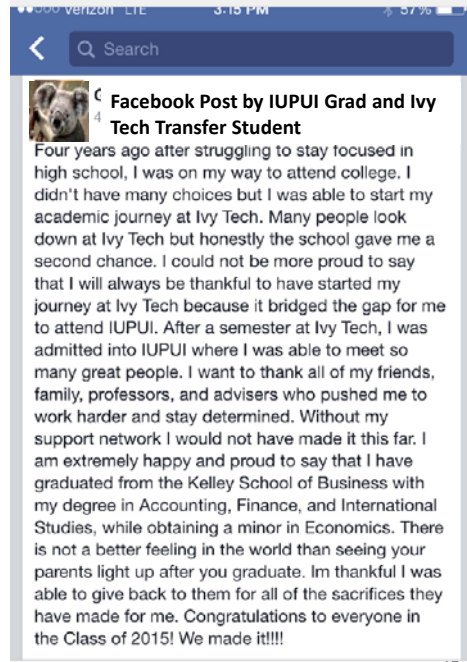 Verizon LTE 3:15 PM 57%
Search
Facebook Post by IUPUI Grad and Ivy
Tech Transfer Student
Four years ago after struggling to stay focused in
high school, I was on my way to attend college. I
didn't have many choices but I was able to start my
academic journey at Ivy Tech. Many people look
down at Ivy Tech but honestly the school gave me a
second chance. I could not be more proud to say
that I will always be thankful to have started my
journey at Ivy Tech because it bridged the gap for me
to attend IUPUI. After a semester at Ivy Tech, I was
admitted into IUPUI where I was able to meet so
many great people. I want to thank all of my friends,
family, professors, and advisers who pushed me to
work harder and stay determined. Without my
support network I would not have made it this far. I
am extremely happy and proud to say that I have
graduated from the Kelley School of Business with
my degree in Accounting, Finance, and International
Studies, while obtaining a minor in Economics. There
is not a better feeling in the world than seeing your
parents light up after you graduate. Im thankful I was
able to give back to them for all of the sacrifices they
have made for me. Congratulations to everyone in
the Class of 2015! We made it!!!!